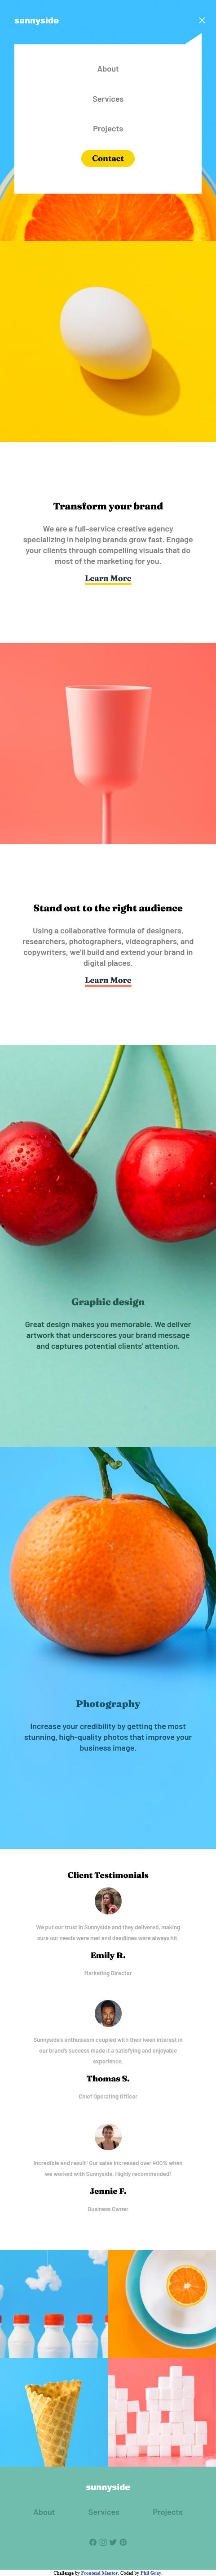 sunnyside
About
Services
Projects
Contact
Transform your brand
We are a full-service creative agency
specializing in helping brands grow fast. Engage
your clients through compelling visuals that do
most of the marketing for you.
Learn More
Stand out to the right audience
Using a collaborative formula of designers,
researchers, photographers, videographers, and
copywriters, we'll build and extend your brand in
digital places.
Learn More
Graphic design
Great design makes you memorable. We deliver
artwork that underscores your brand message
and captures potential clients' attention.
Photography
Increase your credibility by getting the most
stunning, high-quality photos that improve your
business image.
Client Testimonials
We put our trust in Sunnyside and they delivered, making
sure our needs were met and deadlines were always hit.
Emily R.
Marketing Director
Sunnyside's enthusiasm coupled with their keen interest in
our brand's success made it a satisfying and enjoyable
experience.
Thomas S.
Chief Operating Officer
Incredible end result! Our sales increased over 400% when
we worked with Sunnyside. Highly recommended!
Jennie F.
Business Owner
sunnyside
About Services Projects
Challenge by Frontend Mentor. Coded by Phil Gray.